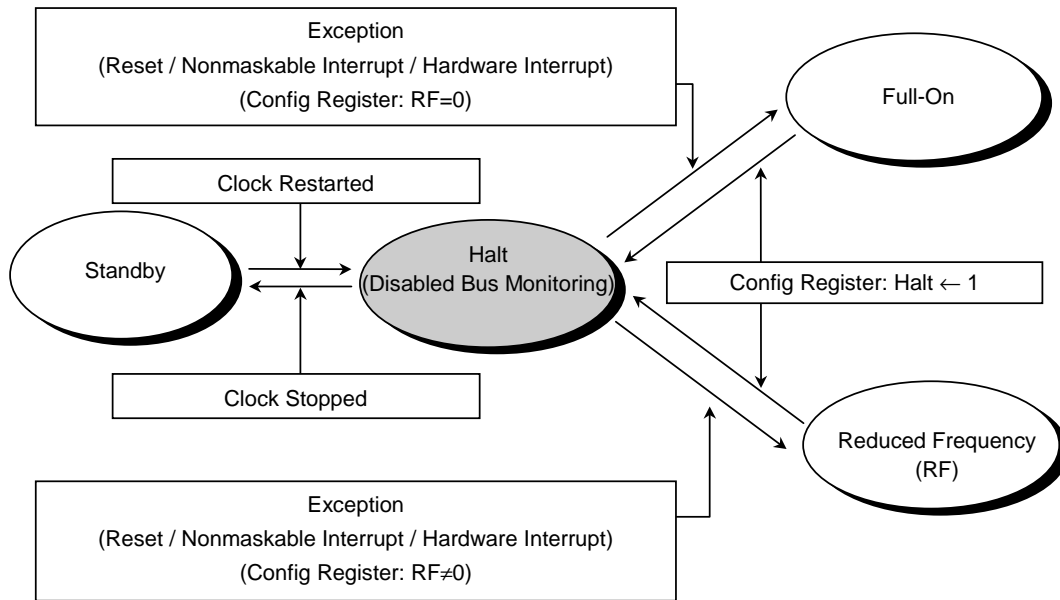 Exception
(Reset / Nonmaskable Interrupt / Hardware Interrupt)
(Config Register: RF=0)
Full-On
Clock Restarted
Standby
Halt
(Disabled Bus Monitoring)
Config Register: Halt ← 1
Clock Stopped
Reduced Frequency
(RF)
Exception
(Reset / Nonmaskable Interrupt / Hardware Interrupt)
(Config Register: RF≠0)